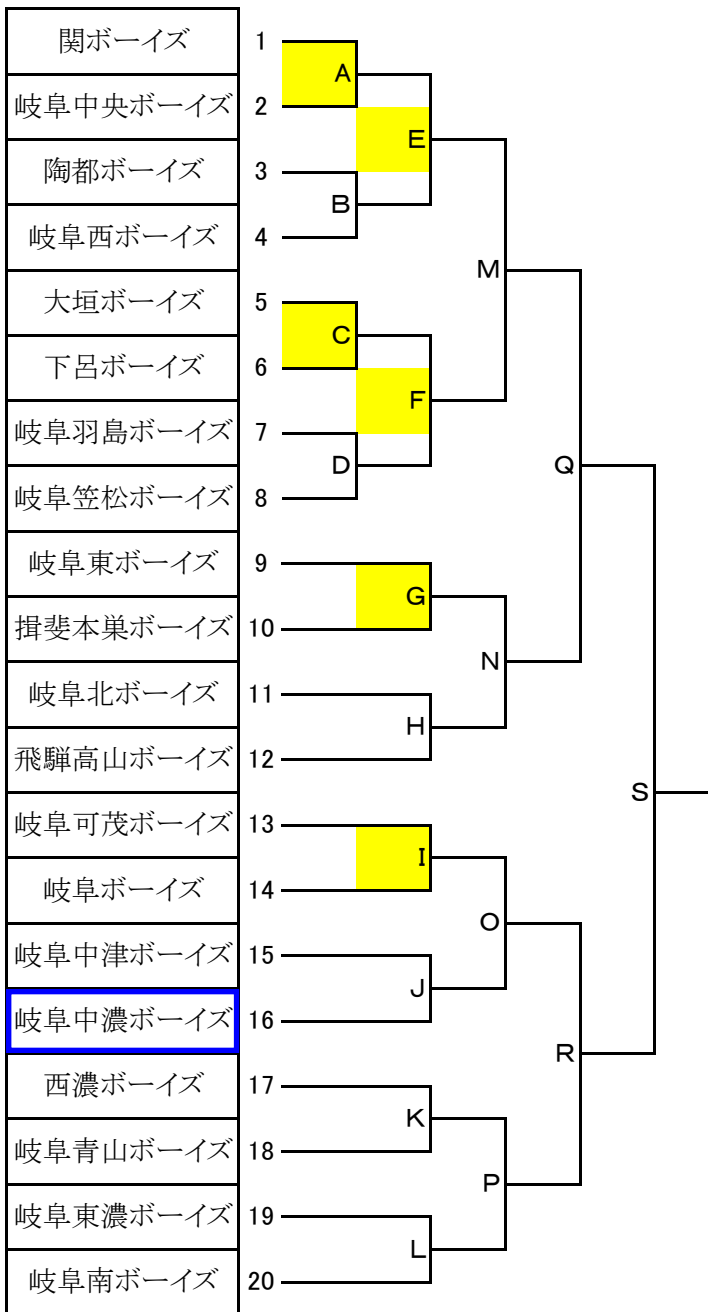 関ボーイズ 1
A
岐阜中央ボーイズ 2
E
陶都ボーイズ 3
B
岐阜西ボーイズ 4
M
大垣ボーイズ 5
C
下呂ボーイズ 6
F
岐阜羽島ボーイズ 7
D Q
岐阜笠松ボーイズ 8
岐阜東ボーイズ 9
G
揖斐本巣ボーイズ 10
N
岐阜北ボーイズ 11
H
飛騨高山ボーイズ 12
S
岐阜可茂ボーイズ 13
I
岐阜ボーイズ 14
O
岐阜中津ボーイズ 15
J
岐阜中濃ボーイズ 16
R
西濃ボーイズ 17
K
岐阜青山ボーイズ 18
P
岐阜東濃ボーイズ 19
L
岐阜南ボーイズ 20